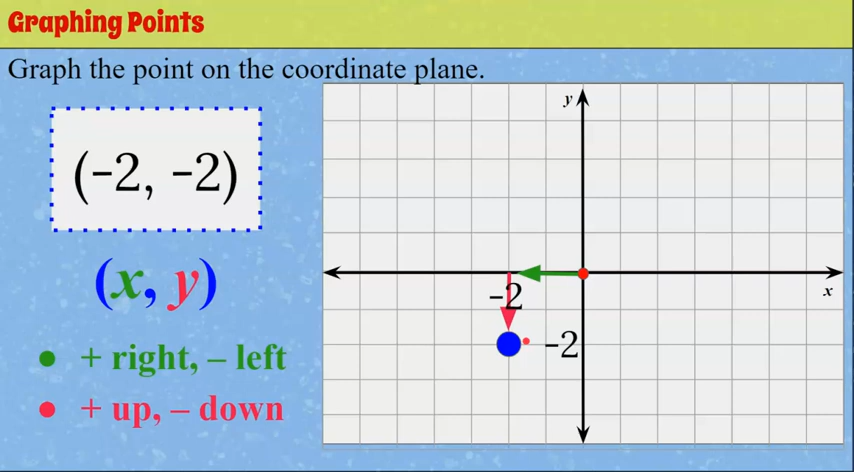 Graphing Points
Graph the point on the coordinate plane.
(-2, -2)
(x, y)
• + right, – left
• + up, – down
y
x
-2
-2